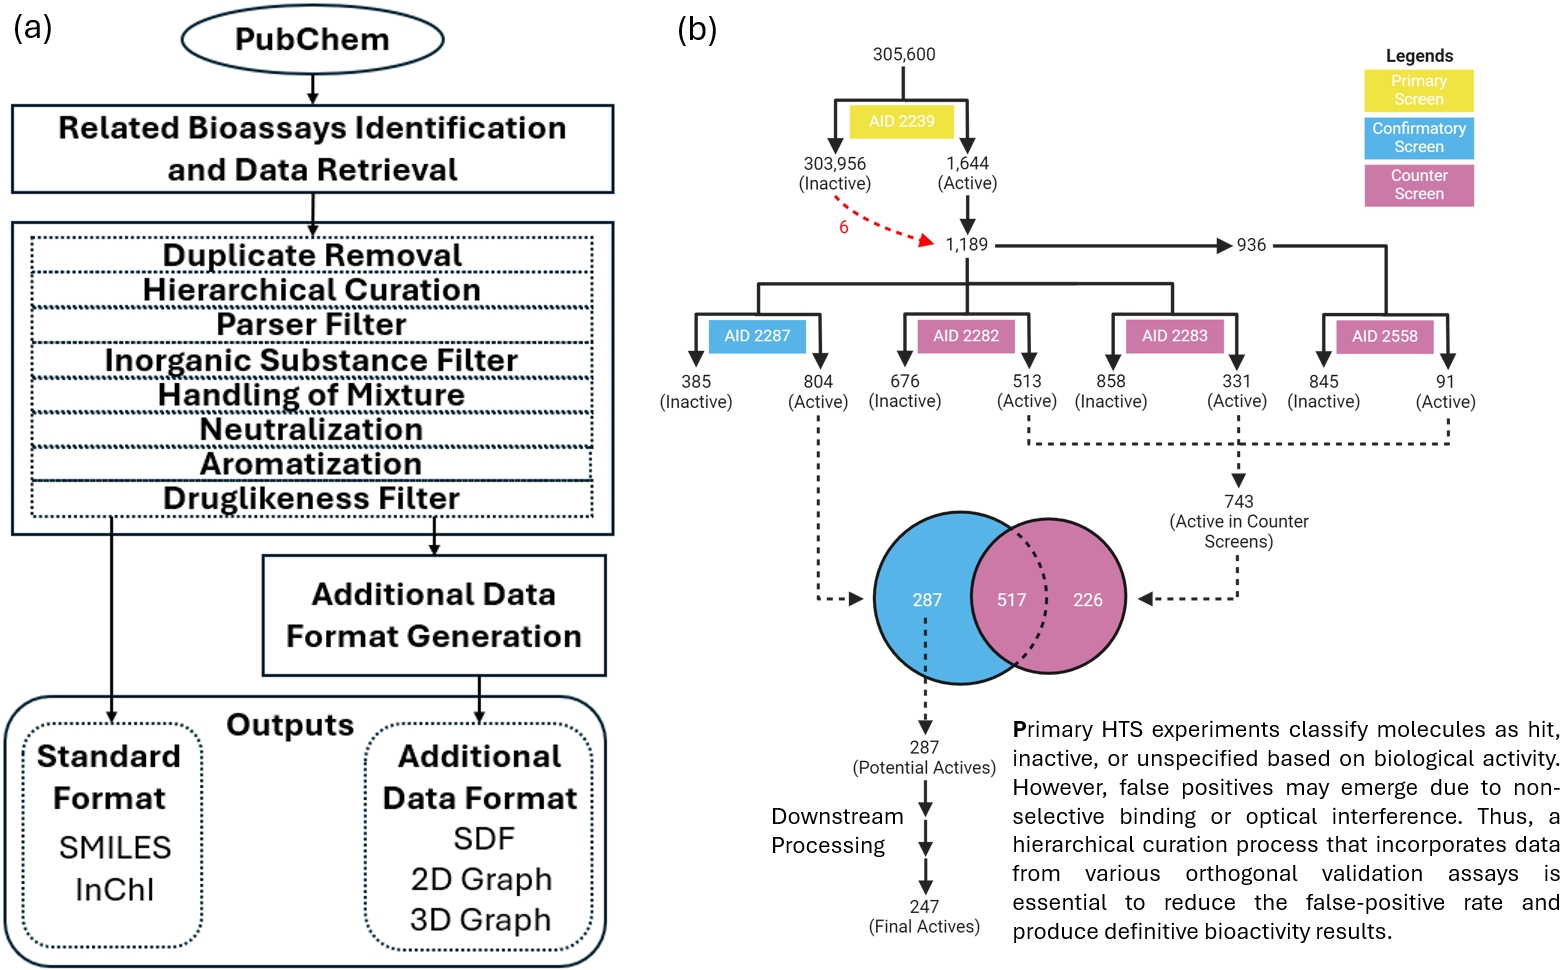 (a)
PubChem
Related Bioassays Identification
and Data Retrieval
Duplicate Removal
Hierarchical Curation
Parser Filter
Inorganic Substance Filter
Handling of Mixture
Neutralization
Aromatization
Druglikeness Filter
Additional Data
Format Generation
Outputs
Standard
Format
SMILES
InChI
Additional
Data Format
SDF
2D Graph
3D Graph
(b)
305,600
Legends
Primary
Screen
Confirmatory
Screen
Counter
Screen
AID 2239
303,956
(Inactive)
1,644
(Active)
6
1,189
936
AID 2287
AID 2282
AID 2283
AID 2558
385
(Inactive)
804
(Active)
676
(Inactive)
513
(Active)
858
(Inactive)
331
(Active)
845
(Inactive)
91
(Active)
743
(Active in Counter
Screens)
287
517
226
287
(Potential Actives)
Downstream
Processing
247
(Final Actives)
Primary HTS experiments classify molecules as hit,
inactive, or unspecified based on biological activity.
However, false positives may emerge due to non-
selective binding or optical interference. Thus, a
hierarchical curation process that incorporates data
from various orthogonal validation assays is
essential to reduce the false-positive rate and
produce definitive bioactivity results.